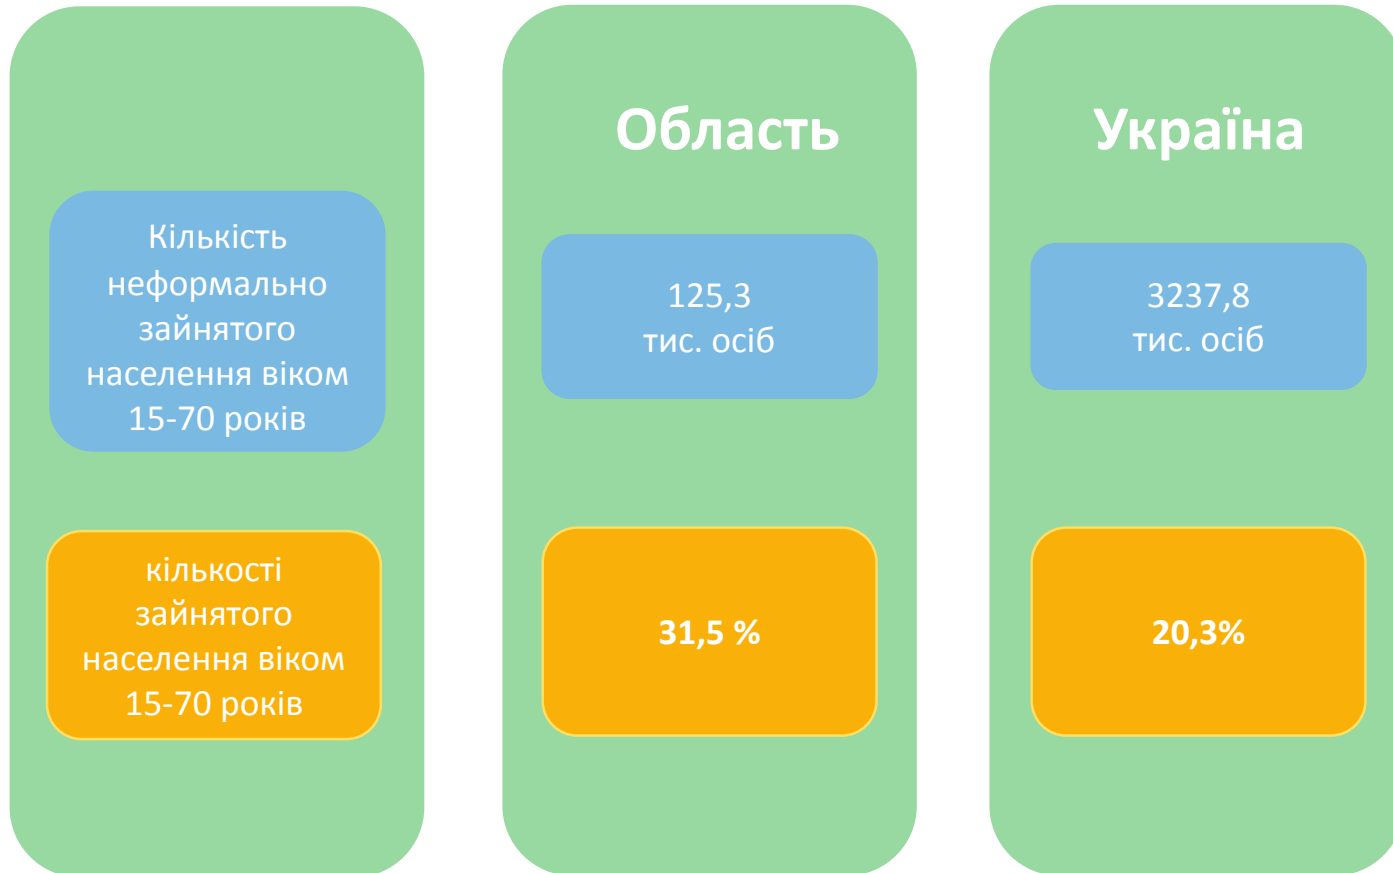 Область
Україна
Кількість
неформально
зайнятого
населення віком
15-70 років
125,3
тис. осіб
3237,8
тис. осіб
кількості
зайнятого
населення віком
15-70 років
31,5 %
20,3%